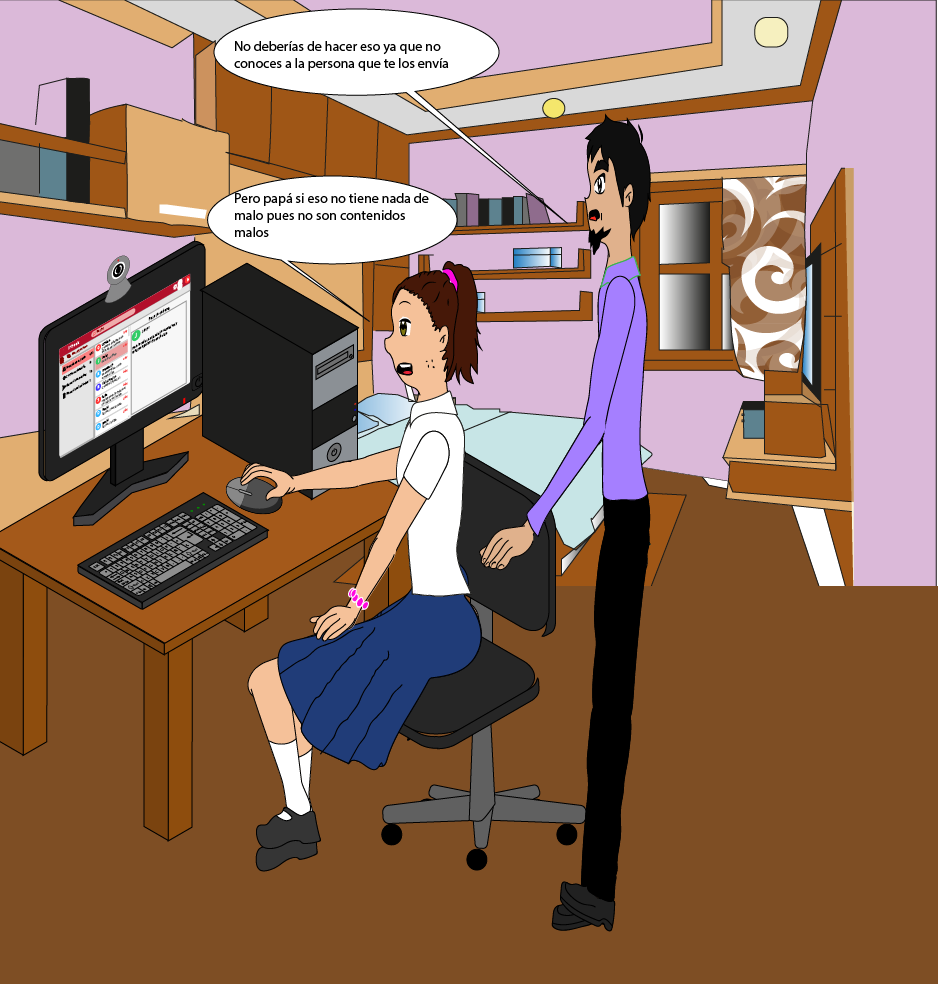 No deberías de hacer eso ya que no
conoces a la persona que te los envía
Pero papá si eso no tiene nada de
malo pues no son contenidos
malos